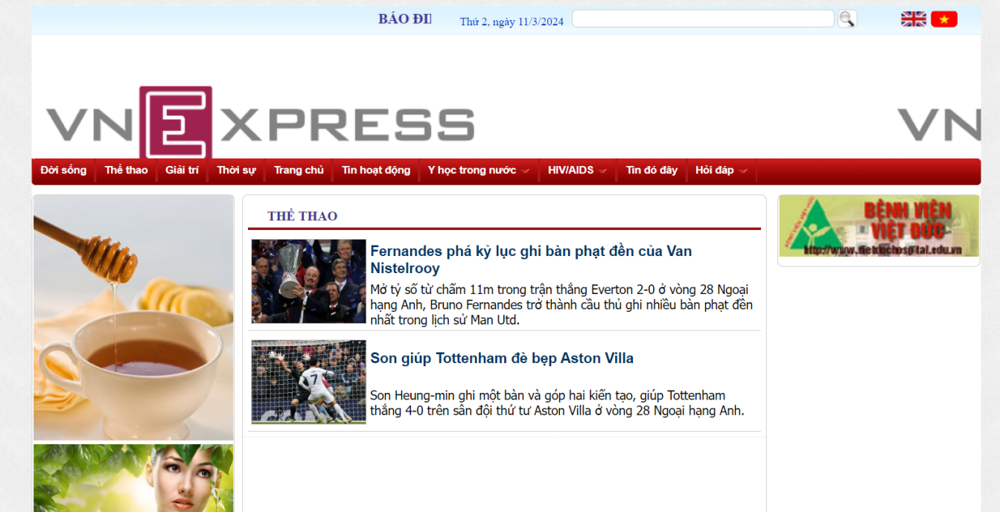 BÁO ĐI
Thứ 2, ngày 11/3/2024
VNEXPRESS
VN
Đời sống Thể thao Giải trí Thời sự Trang chủ Tin hoạt động Y học trong nước HIV/AIDS Tin đó đây Hỏi đáp
THỂ THAO
Fernandes phá kỷ lục ghi bàn phạt đền của Van
Nistelrooy
Mở tỷ số từ chấm 11m trong trận thắng Everton 2-0 ở vòng 28 Ngoại
hạng Anh, Bruno Fernandes trở thành cầu thủ ghi nhiều bàn phạt đền
nhất trong lịch sử Man Utd.
Son giúp Tottenham đè bẹp Aston Villa
7
Son Heung-min ghi một bàn và góp hai kiến tạo, giúp Tottenham
thắng 4-0 trên sân đội thứ tư Aston Villa ở vòng 28 Ngoại hạng Anh.
BỆNH VIỆN
VIỆT ĐỨC